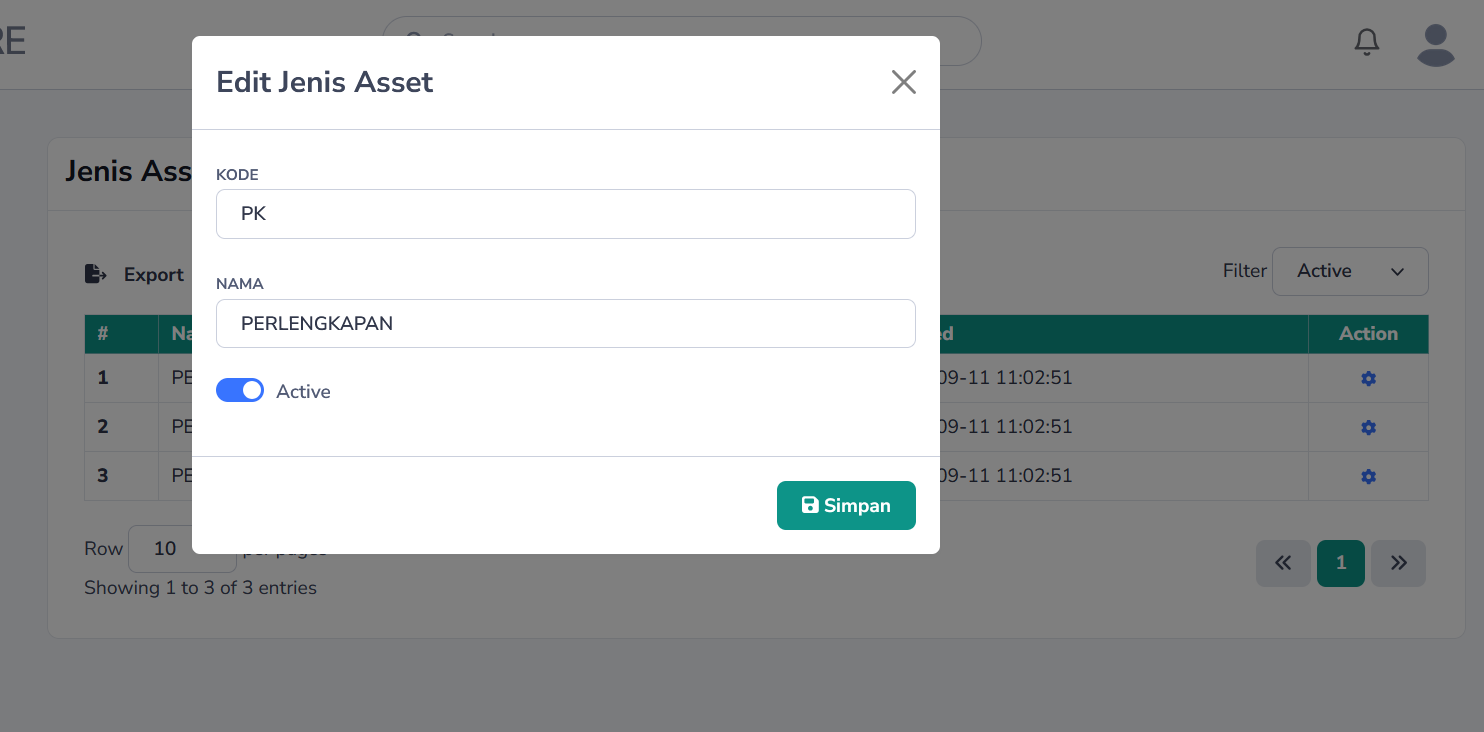 RE
Edit Jenis Asset
Jenis Ass
KODE
PK
NAMA
PERLENGKAPAN
Active
Simpan
Export
Filter Active
# Na ed Action
1 PE 09-11 11:02:51
2 PE 09-11 11:02:51
3 PE 09-11 11:02:51
Row 10 per pages
Showing 1 to 3 of 3 entries
1